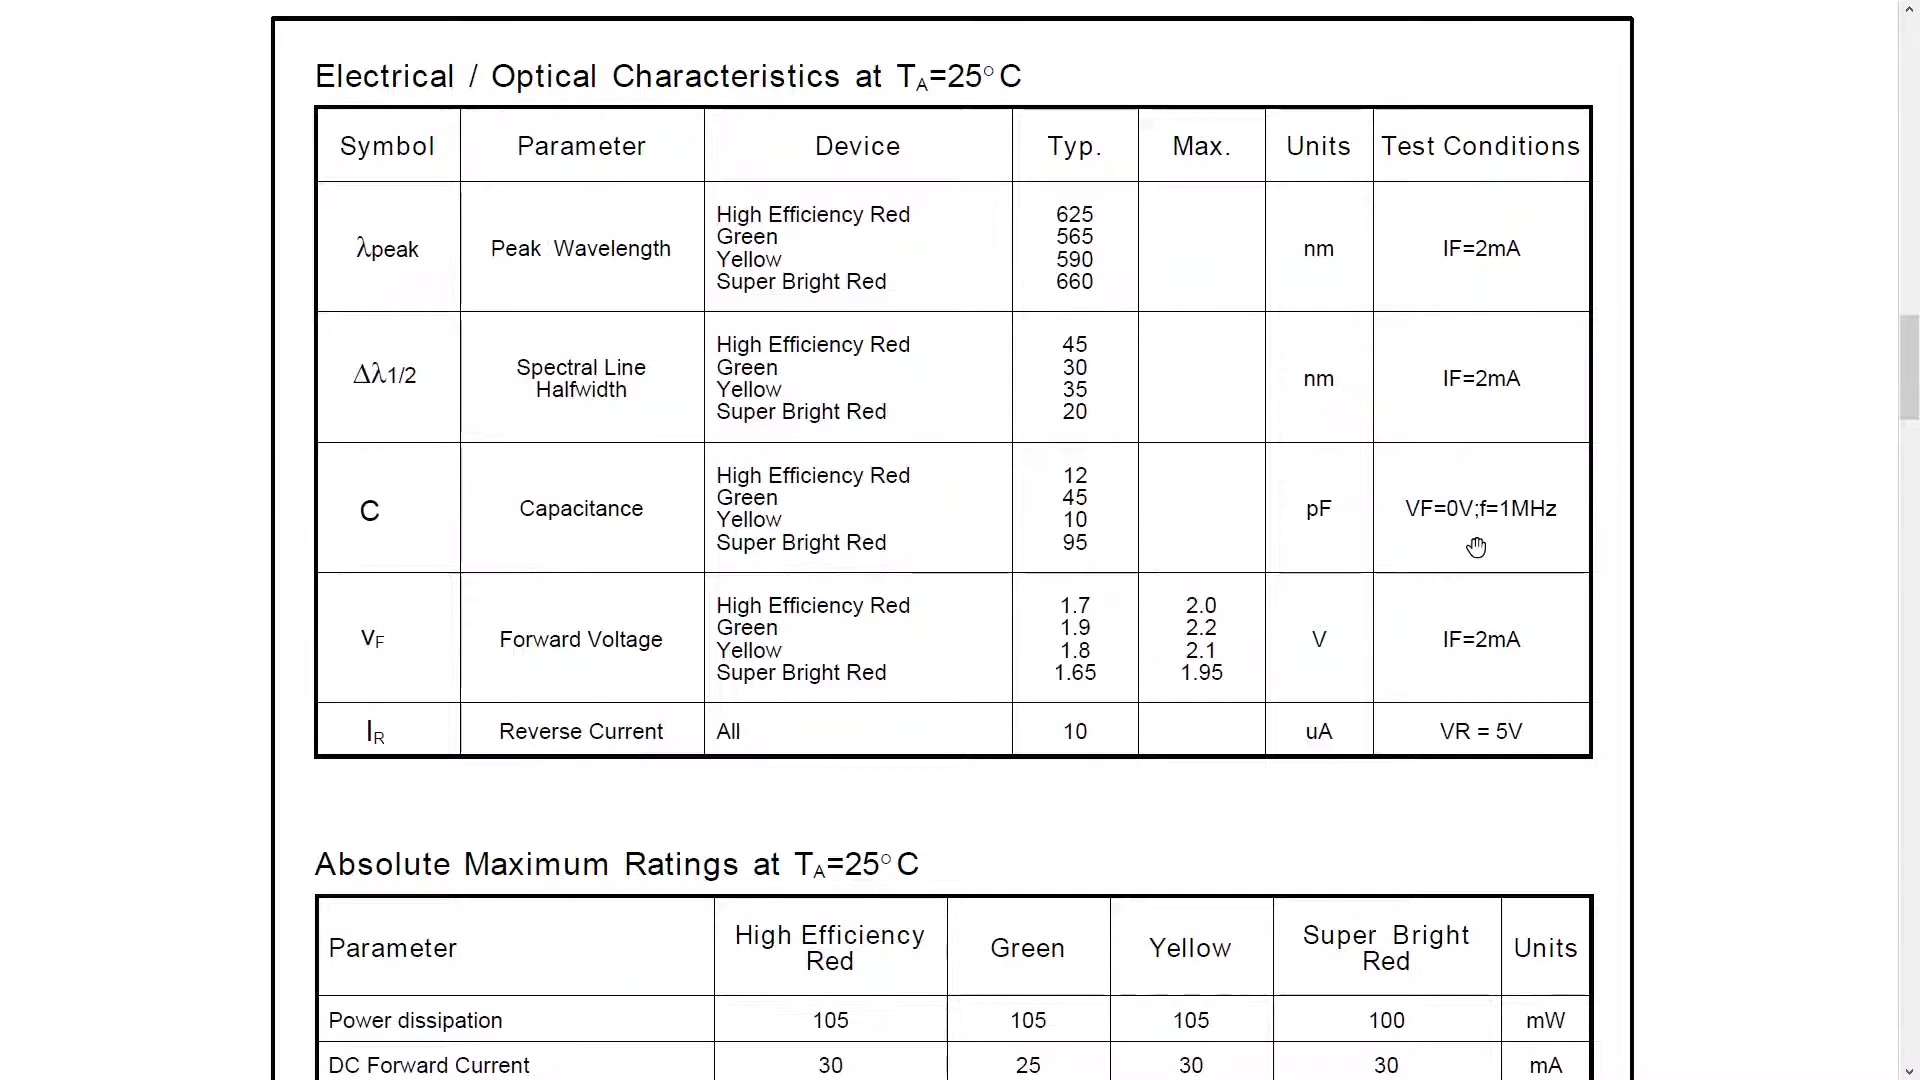 Electrical / Optical Characteristics at TA=25°C
Symbol Parameter Device Typ. Max. Units Test Conditions
λpeak Peak Wavelength High Efficiency Red 625 nm IF=2mA
Green 565
Yellow 590
Super Bright Red 660
Δλ1/2 Spectral Line Halfwidth High Efficiency Red 45 nm IF=2mA
Green 30
Yellow 35
Super Bright Red 20
C Capacitance High Efficiency Red 12 pF VF=0V;f=1MHz
Green 45
Yellow 10
Super Bright Red 95
VF Forward Voltage High Efficiency Red 1.7 2.0 V IF=2mA
Green 1.9 2.2
Yellow 1.8 2.1
Super Bright Red 1.65 1.95
IR Reverse Current All 10 uA VR = 5V
Absolute Maximum Ratings at TA=25°C
Parameter High Efficiency Red Green Yellow Super Bright Red Units
Power dissipation 105 105 105 100 mW
DC Forward Current 30 25 30 30 mA